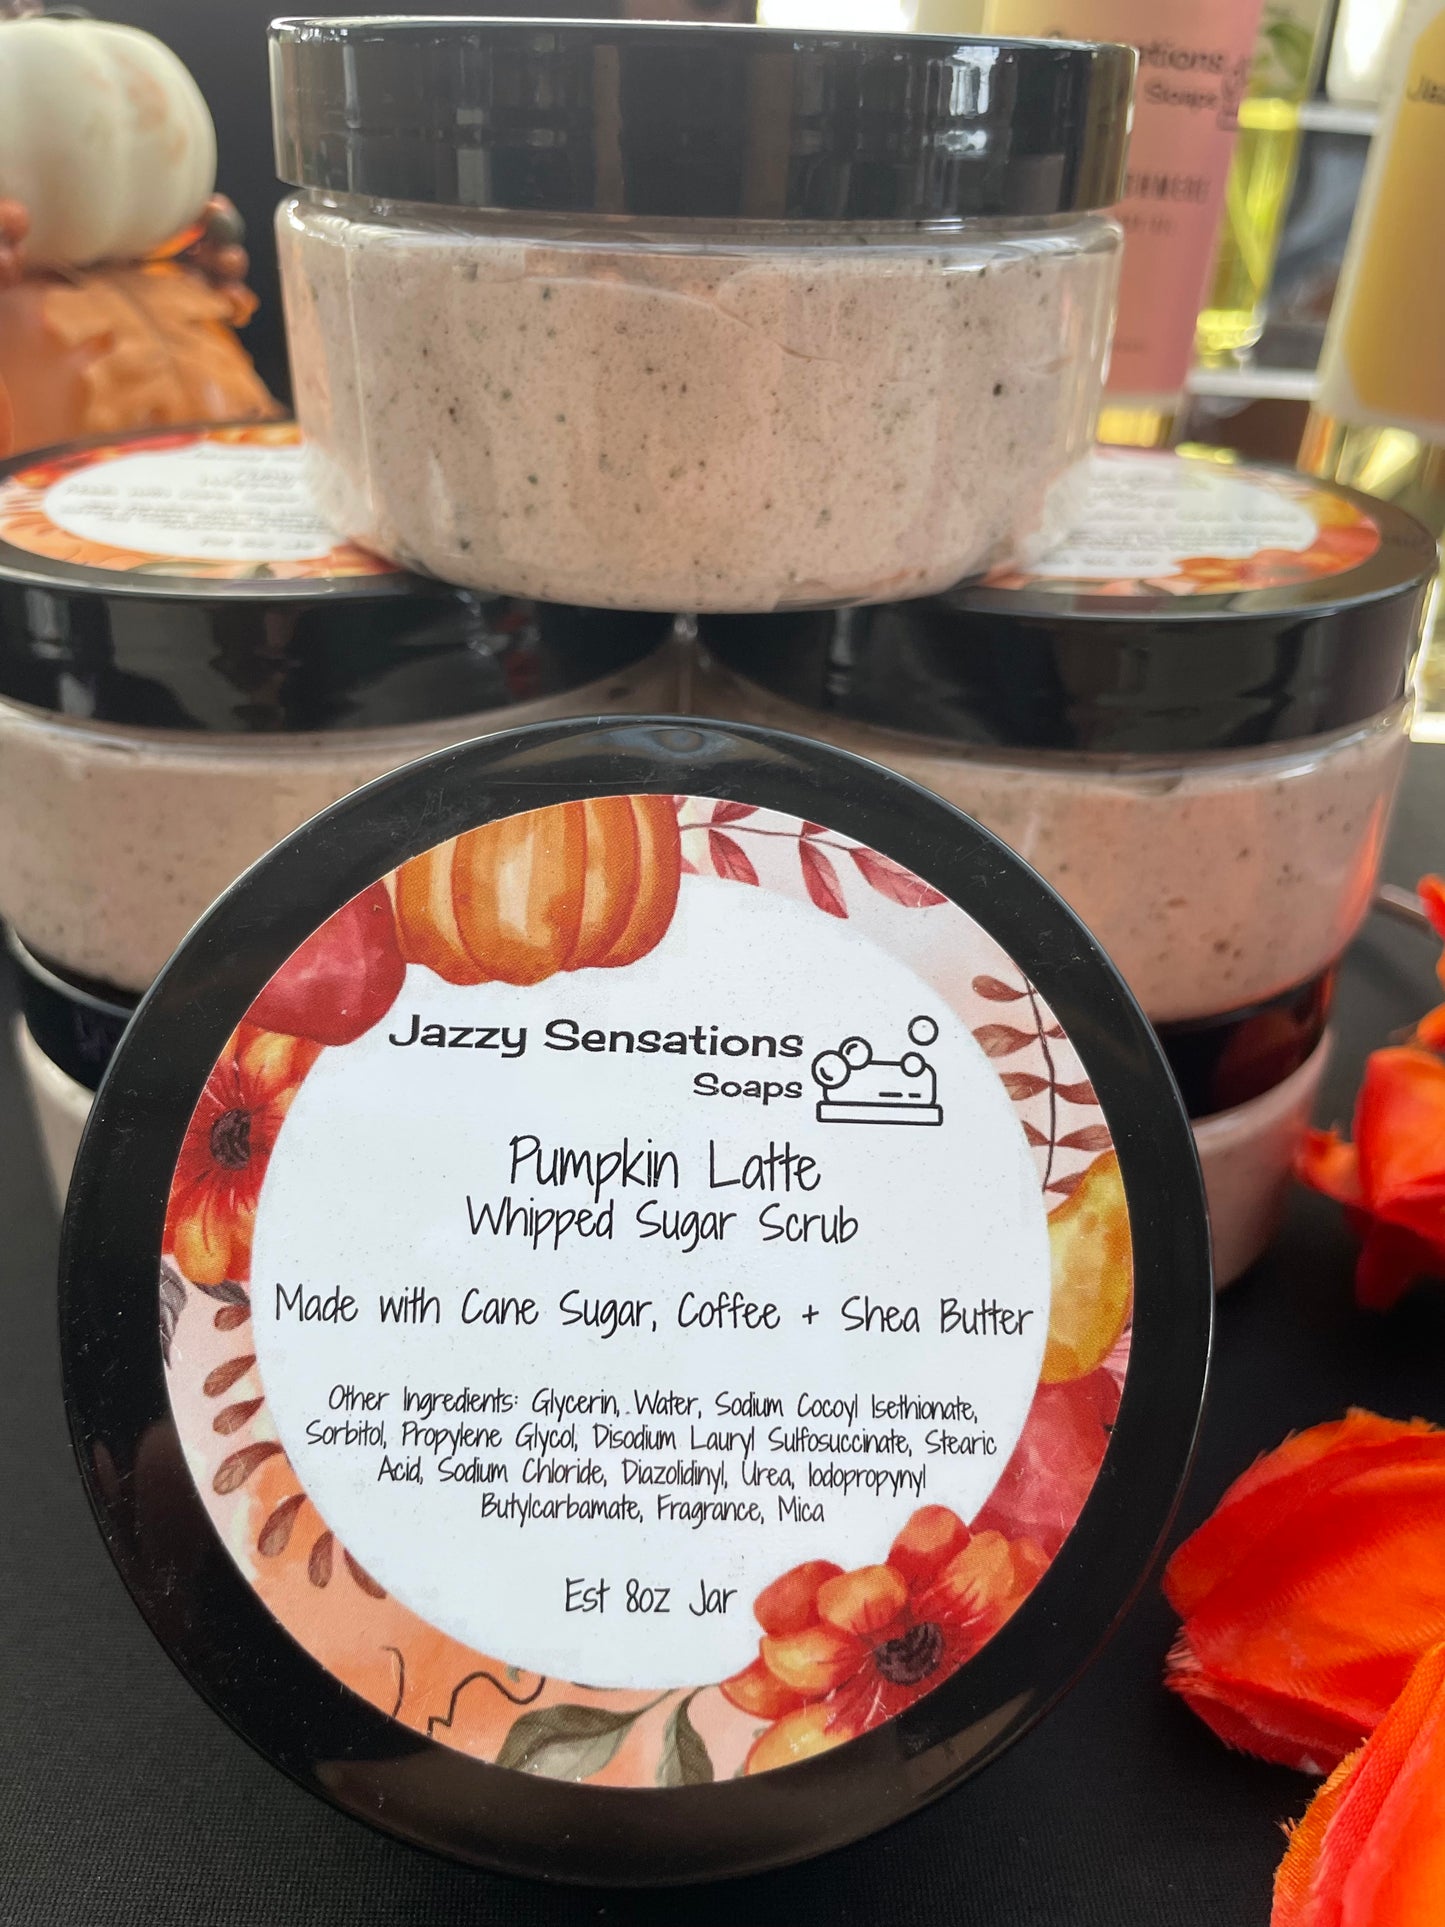 Soaps
Jazzy Sensations
Soaps
Pumpkin Latte
Whipped Sugar Scrub
Made with Cane Sugar, Coffee + Shea Butter
Other Ingredients: Glycerin, Water, Sodium Cocoyl Isethionate,
Sorbitol, Propylene Glycol, Disodium Lauryl Sulfosuccinate, Stearic
Acid, Sodium Chloride, Diazolidinyl, Urea, Iodopropynyl
Butylcarbamate, Fragrance, Mica
Est 8oz Jar